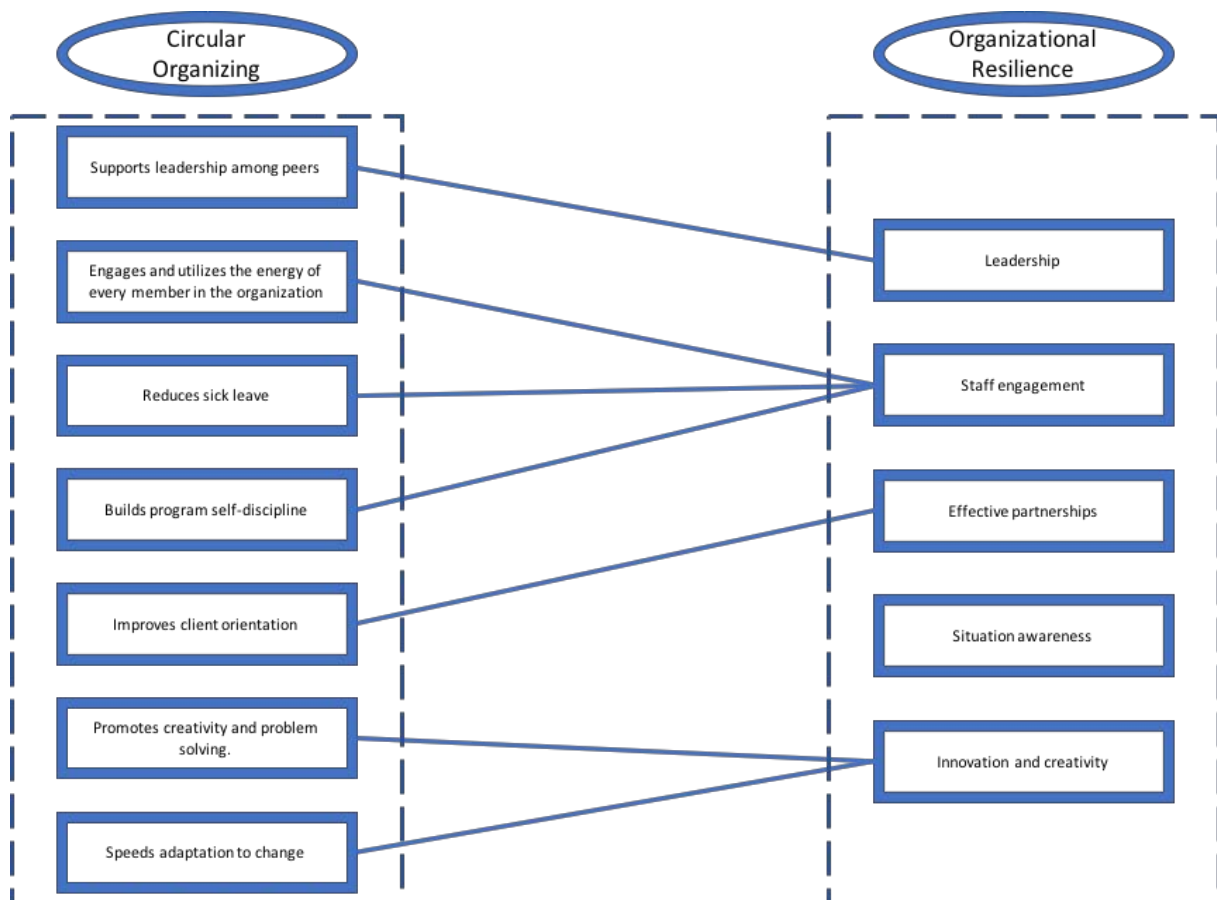 Circular
Organizing
Organizational
Resilience
Supports leadership among peers
Engages and utilizes the energy of
every member in the organization
Reduces sick leave
Builds program self-discipline
Improves client orientation
Promotes creativity and problem
solving.
Speeds adaptation to change
Leadership
Staff engagement
Effective partnerships
Situation awareness
Innovation and creativity